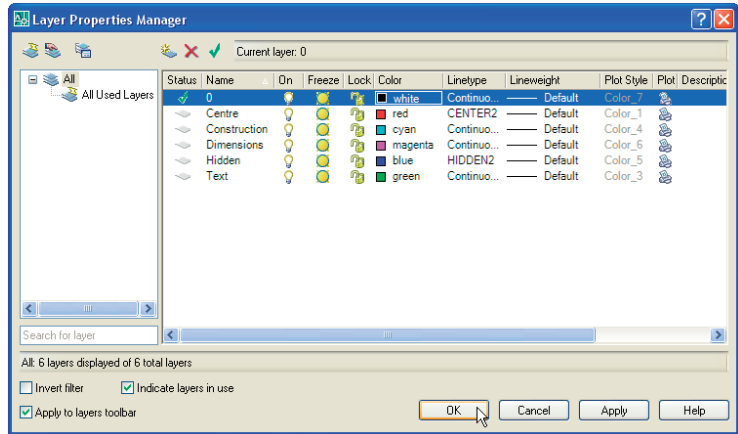 Layer Properties Manager
Current layer: 0
All
All Used Layers
Status Name On Freeze Lock Color Linetype Lineweight Plot Style Plot Descriptic
0 white Continuo... Default Color_7
Centre red CENTER2 Default Color_1
Construction cyan Continuo... Default Color_4
Dimensions magenta Continuo... Default Color_6
Hidden blue HIDDEN2 Default Color_5
Text green Continuo... Default Color_3
Search for layer
All: 6 layers displayed of 6 total layers
Invert filter Indicate layers in use
Apply to layers toolbar
OK Cancel Apply Help